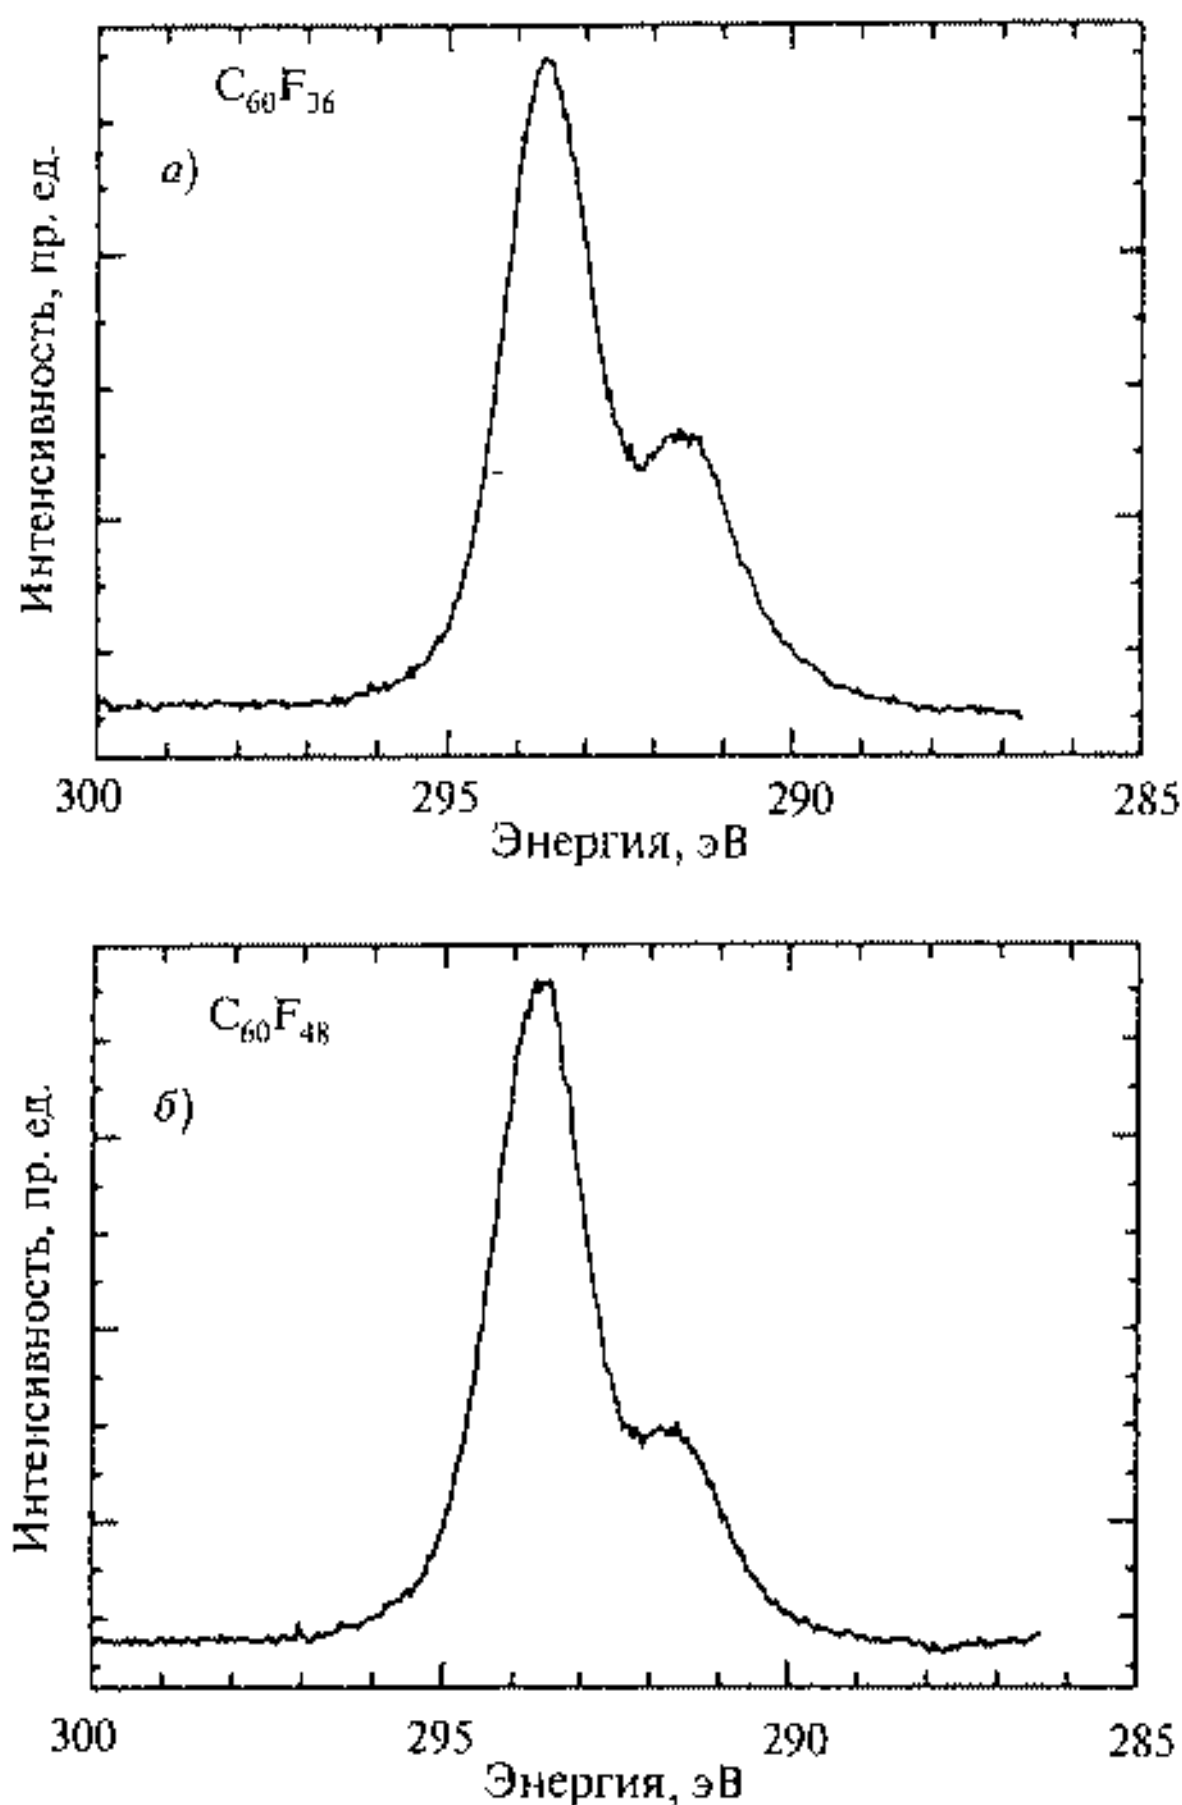 C₆₀F₃₆
а)
Интенсивность, пр. ед.
300 295 290 285
Энергия, эВ
C₆₀F₄₈
б)
Интенсивность, пр. ед.
300 295 290 285
Энергия, эВ